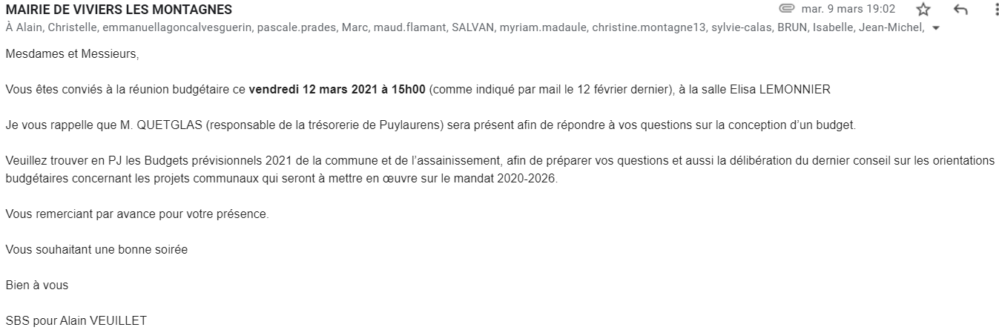 MAIRIE DE VIVIERS LES MONTAGNES mar. 9 mars 19:02
À Alain, Christelle, emmanuellagoncalvesguerin, pascale.prades, Marc, maud.flamant, SALVAN, myriam.madaule, christine.montagne13, sylvie-calas, BRUN, Isabelle, Jean-Michel,
Mesdames et Messieurs,
Vous êtes conviés à la réunion budgétaire ce vendredi 12 mars 2021 à 15h00 (comme indiqué par mail le 12 février dernier), à la salle Elisa LEMONNIER
Je vous rappelle que M. QUETGLAS (responsable de la trésorerie de Puylaurens) sera présent afin de répondre à vos questions sur la conception d’un budget.
Veuillez trouver en PJ les Budgets prévisionnels 2021 de la commune et de l’assainissement, afin de préparer vos questions et aussi la délibération du dernier conseil sur les orientations
budgétaires concernant les projets communaux qui seront à mettre en œuvre sur le mandat 2020-2026.
Vous remerciant par avance pour votre présence.
Vous souhaitant une bonne soirée
Bien à vous
SBS pour Alain VEUILLET